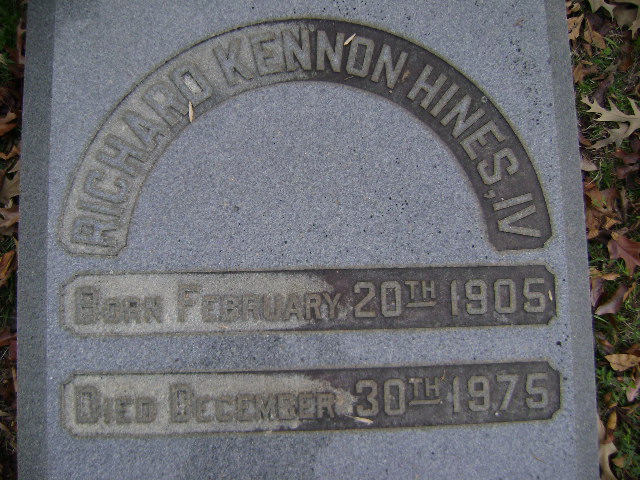 RICHARD KENNON HINES, IV
BORN FEBRUARY 20TH 1905
DIED DECEMBER 30TH 1975